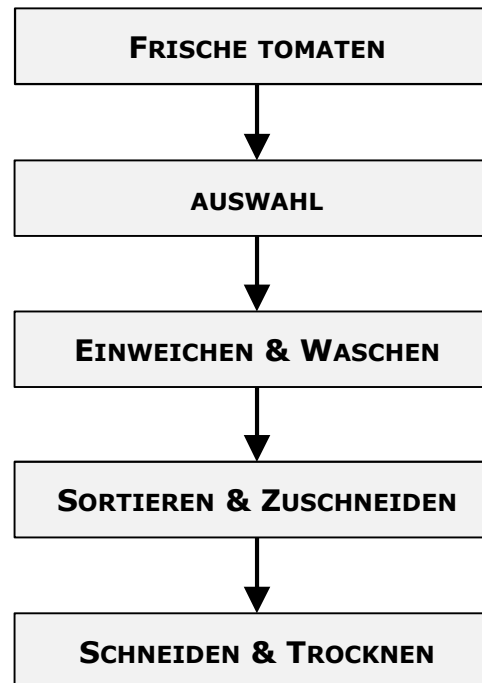 FRISCHE TOMATEN
AUSWAHL
EINWEICHEN & WASCHEN
SORTIEREN & ZUSCHNEIDEN
SCHNEIDEN & TROCKNEN